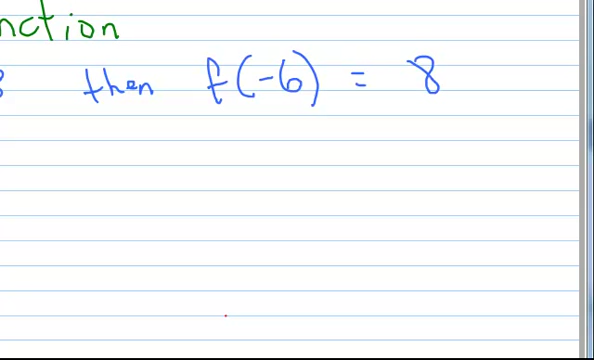 nction
then f(-6) = 8